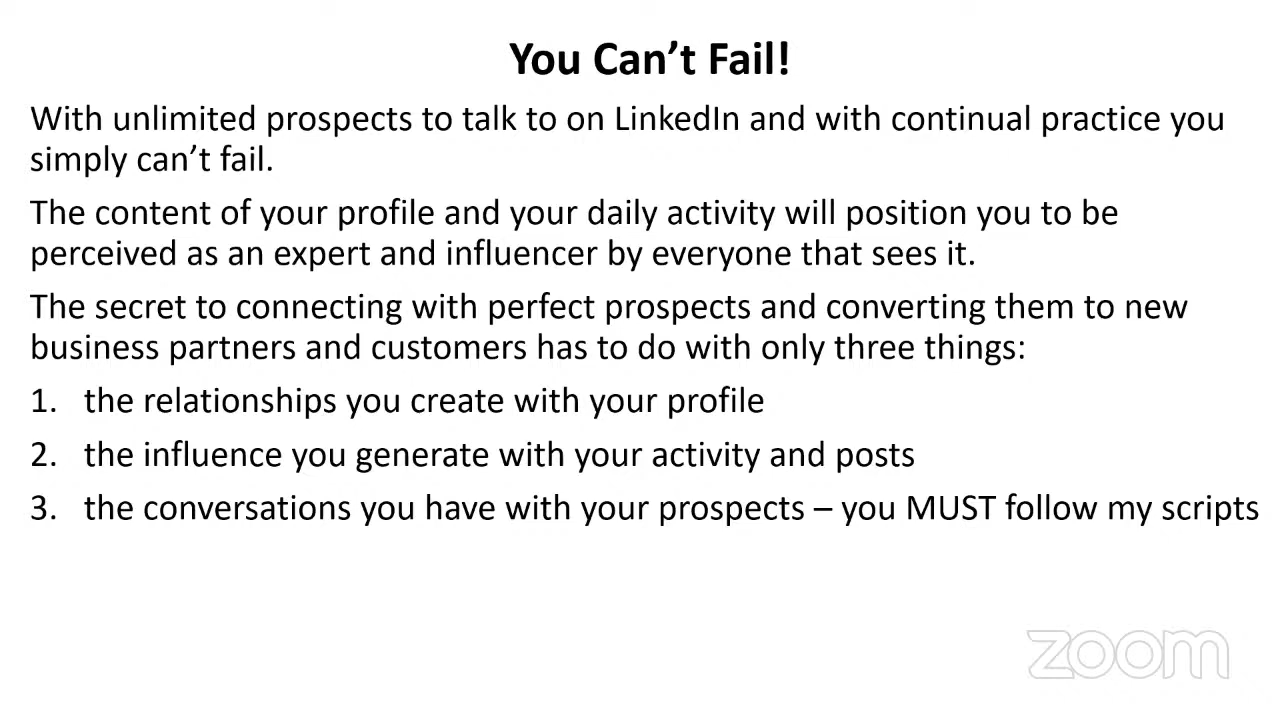 You Can’t Fail!
With unlimited prospects to talk to on LinkedIn and with continual practice you
simply can’t fail.
The content of your profile and your daily activity will position you to be
perceived as an expert and influencer by everyone that sees it.
The secret to connecting with perfect prospects and converting them to new
business partners and customers has to do with only three things:
1. the relationships you create with your profile
2. the influence you generate with your activity and posts
3. the conversations you have with your prospects – you MUST follow my scripts
zoom